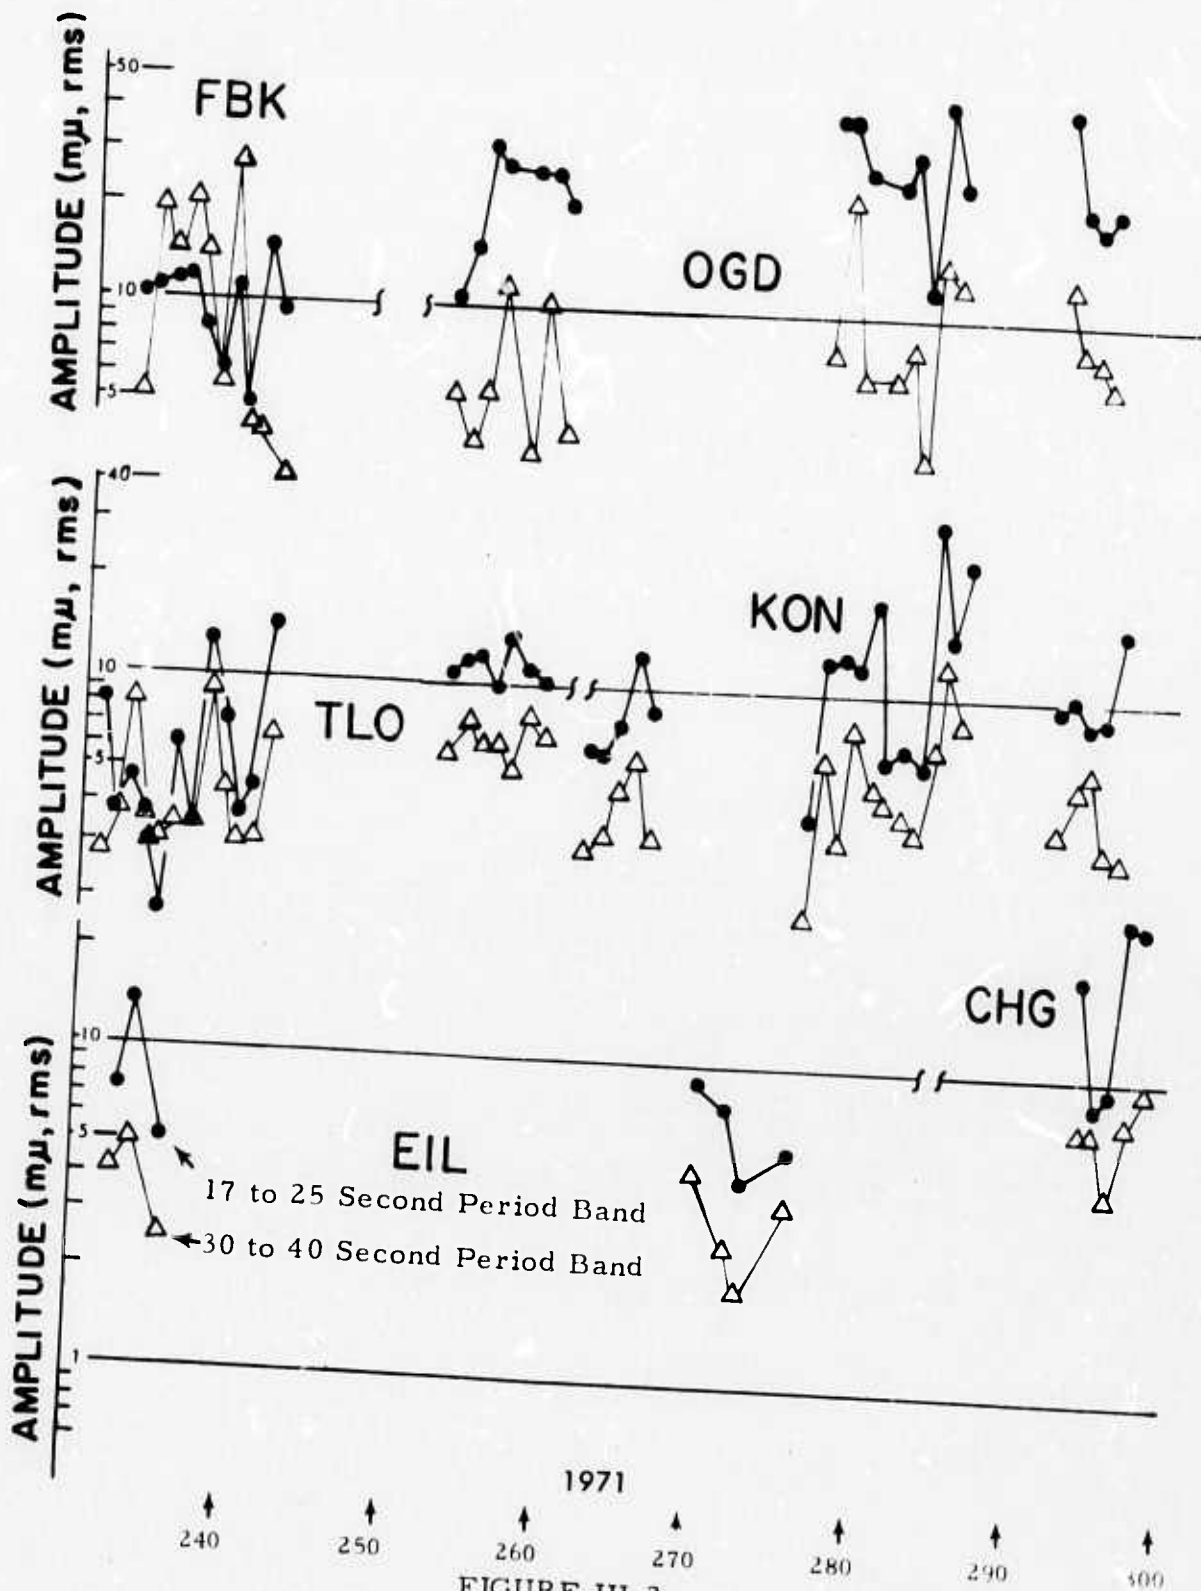 AMPLITUDE (mμ, rms)
50
10
5
FBK
OGD
AMPLITUDE (mμ, rms)
40
10
5
TLO
KON
AMPLITUDE (mμ, rms)
10
5
1
EIL
CHG
17 to 25 Second Period Band
30 to 40 Second Period Band
1971
240 250 260 270 280 290 300
FIGURE III-